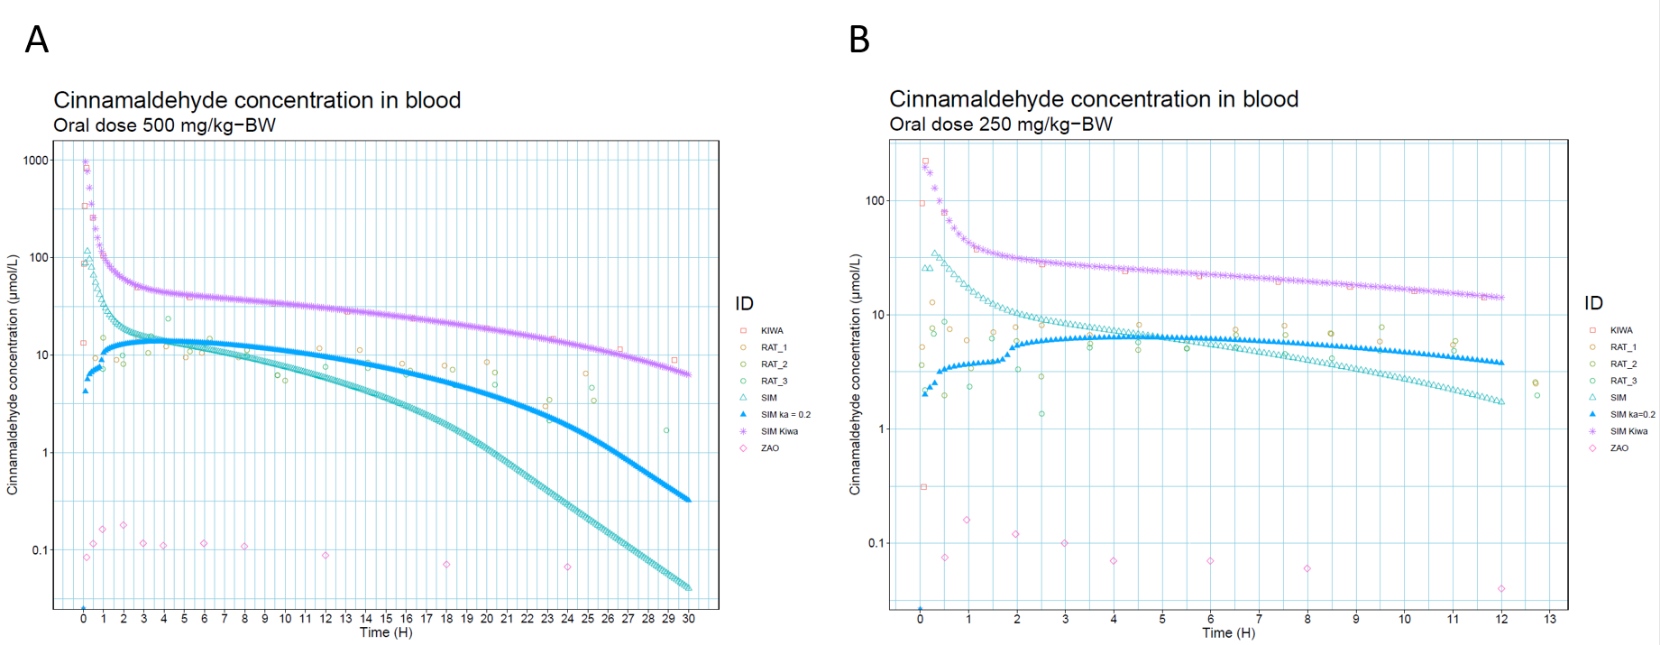 A
Cinnamaldehyde concentration in blood
Oral dose 500 mg/kg−BW
Cinnamaldehyde concentration (μmol/L)
1000
100
10
1
0.1
0 1 2 3 4 5 6 7 8 9 10 11 12 13 14 15 16 17 18 19 20 21 22 23 24 25 26 27 28 29 30
Time (H)
ID
KIWA
RAT_1
RAT_2
RAT_3
SIM
SIM ka = 0.2
SIM Kiwa
ZAO
B
Cinnamaldehyde concentration in blood
Oral dose 250 mg/kg−BW
Cinnamaldehyde concentration (μmol/L)
100
10
1
0.1
0 1 2 3 4 5 6 7 8 9 10 11 12 13
Time (H)
ID
KIWA
RAT_1
RAT_2
RAT_3
SIM
SIM ka=0.2
SIM Kiwa
ZAO